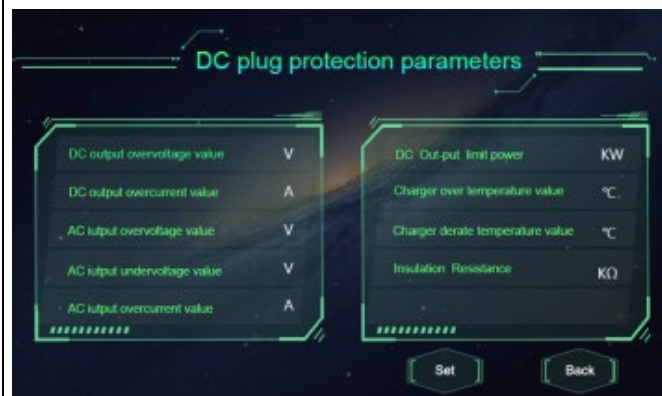 DC plug protection parameters
DC output overvoltage value V
DC output overcurrent value A
AC iutput overvoltage value V
AC iutput undervoltage value V
AC iutput overcurrent value A
DC Out-put limit power KW
Charger over temperature value ℃
Charger derate temperature value ℃
Insulation Resistance KΩ
Set
Back